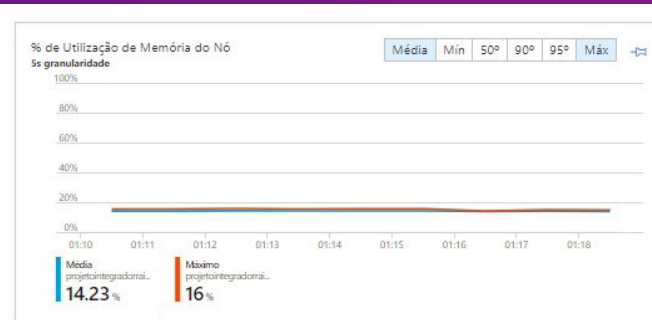 % de Utilização de Memória do Nó
5s granularidade
Média Mín 50º 90º 95º Máx
100%
80%
60%
40%
20%
0%
01:10 01:11 01:12 01:13 01:14 01:15 01:16 01:17 01:18
Média
projetointegradorrai...
14.23 %
Máximo
projetointegradorrai...
16 %